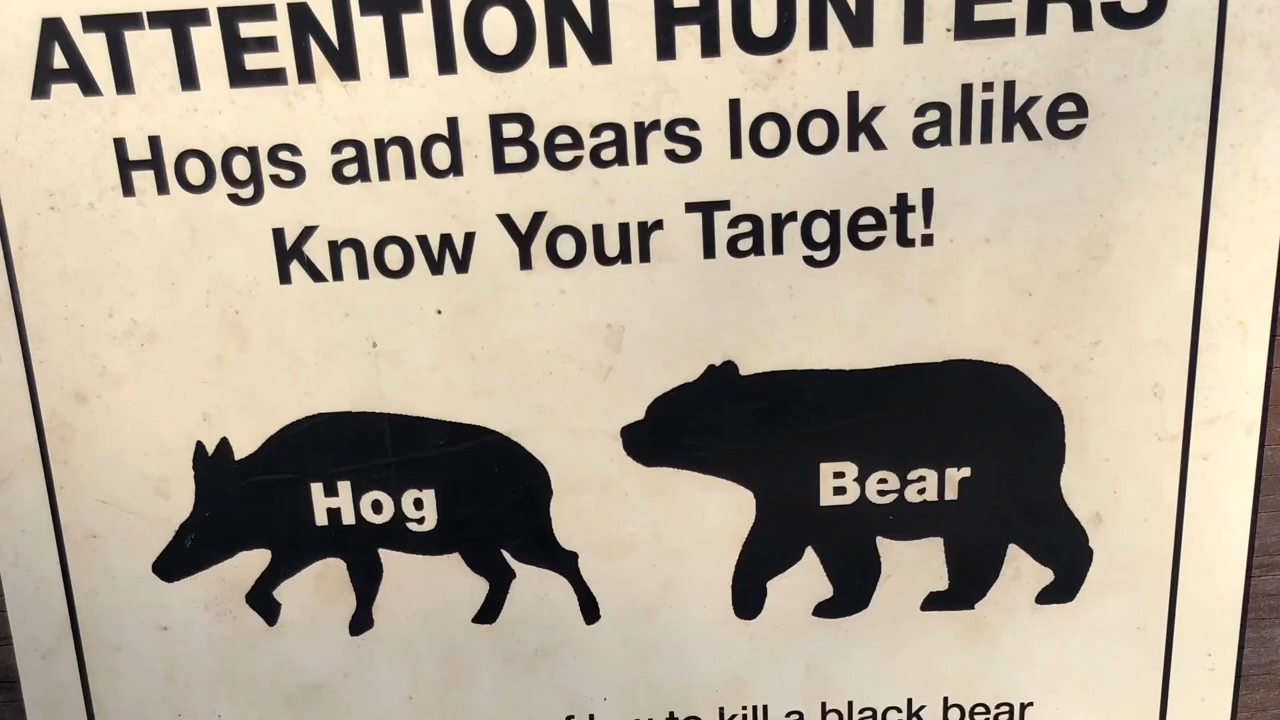 ATTENTION HUNTERS
Hogs and Bears look alike
Know Your Target!
Hog
Bear
to kill a black bear